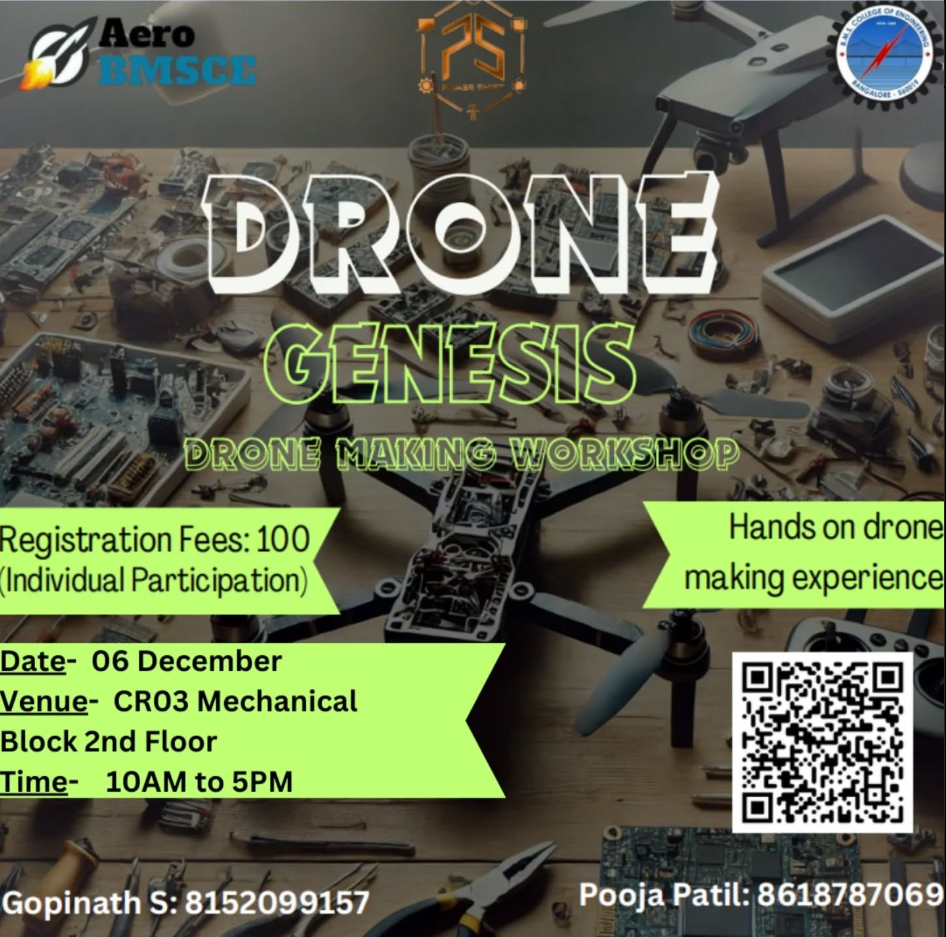 Aero
BMSCE
PS
PHASE SHIFT
B.M.S. COLLEGE OF ENGINEERING
BANGALORE - 560019
DRONE
GENESIS
DRONE MAKING WORKSHOP
Registration Fees: 100
(Individual Participation)
Hands on drone
making experience
Date- 06 December
Venue- CR03 Mechanical
Block 2nd Floor
Time- 10AM to 5PM
Gopinath S: 8152099157
Pooja Patil: 8618787069